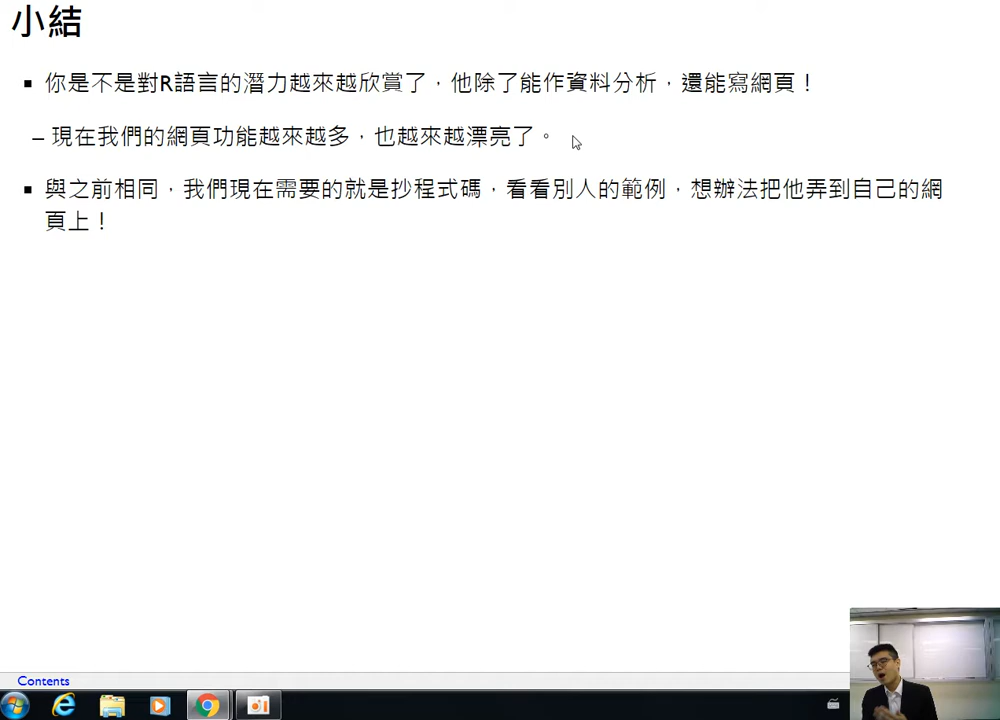 小結
▪ 你是不是對R語言的潛力越來越欣賞了，他除了能作資料分析，還能寫網頁！
– 現在我們的網頁功能越來越多，也越來越漂亮了。
▪ 與之前相同，我們現在需要的就是抄程式碼，看看別人的範例，想辦法把他弄到自己的網
頁上！
Contents